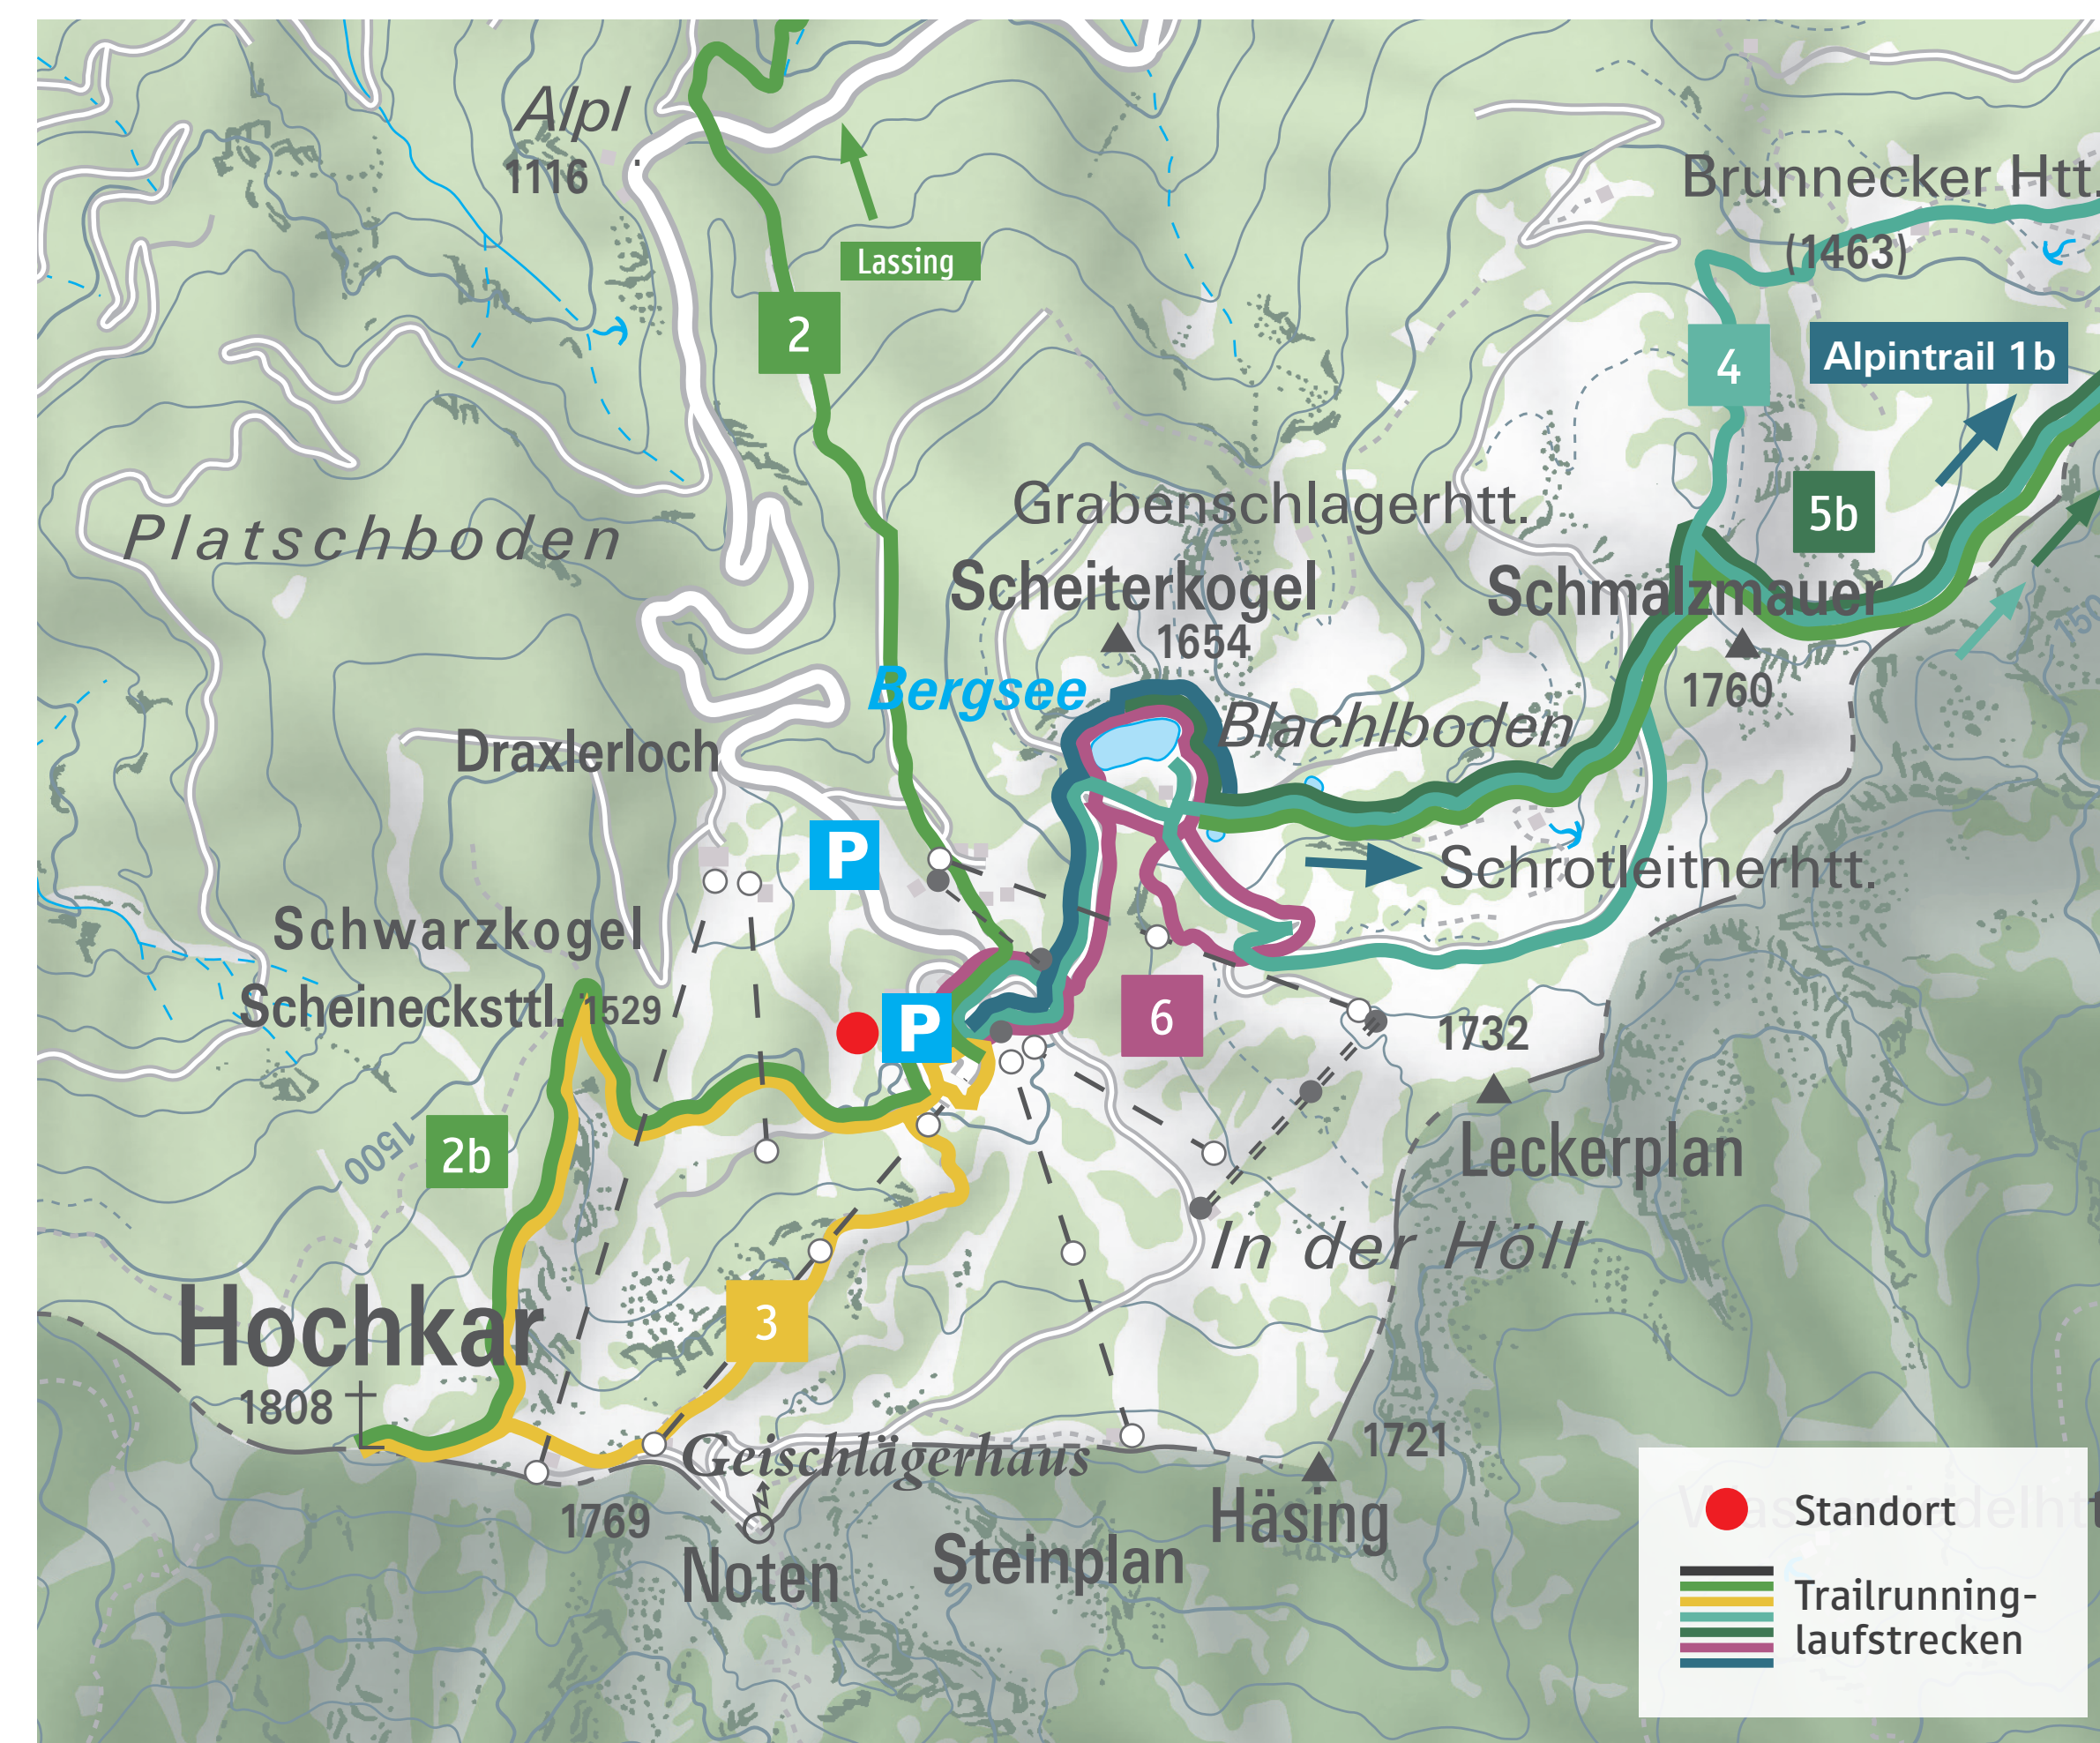 Alpl
1116
Brunnecker Htt.
(1463)
Lassing
2
4
Alpintrail 1b
Platschboden
Grabenschlagerhtt.
5b
Scheiterkogel
1654
Schmalzmauer
1760
150
Bergsee
Blachlboden
Draxlerloch
P
Schrotleitnerhtt.
Schwarzkogel
Scheinecksttl. 1529
P
6
1732
Leckerplan
1500
2b
In der Höll
Hochkar
1808
3
Geischlägerhaus
1721
1769
Häsing
Noten
Steinplan
Standort
Trailrunning-
laufstrecken